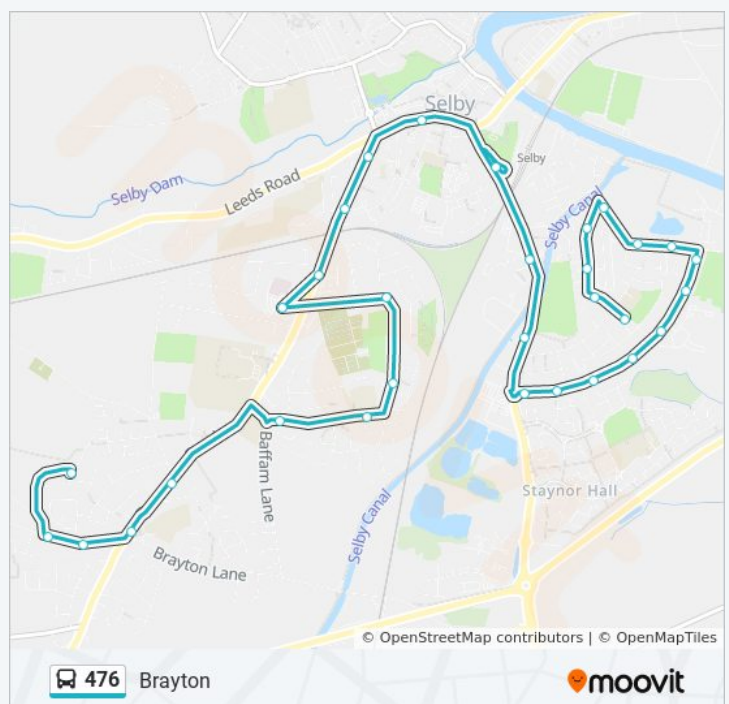 Selby
Selby
Selby Dam
Leeds Road
Selby Canal
Baffam Lane
Staynor Hall
Selby Canal
Brayton Lane
© OpenStreetMap contributors | © OpenMapTiles
476 Brayton
moovit